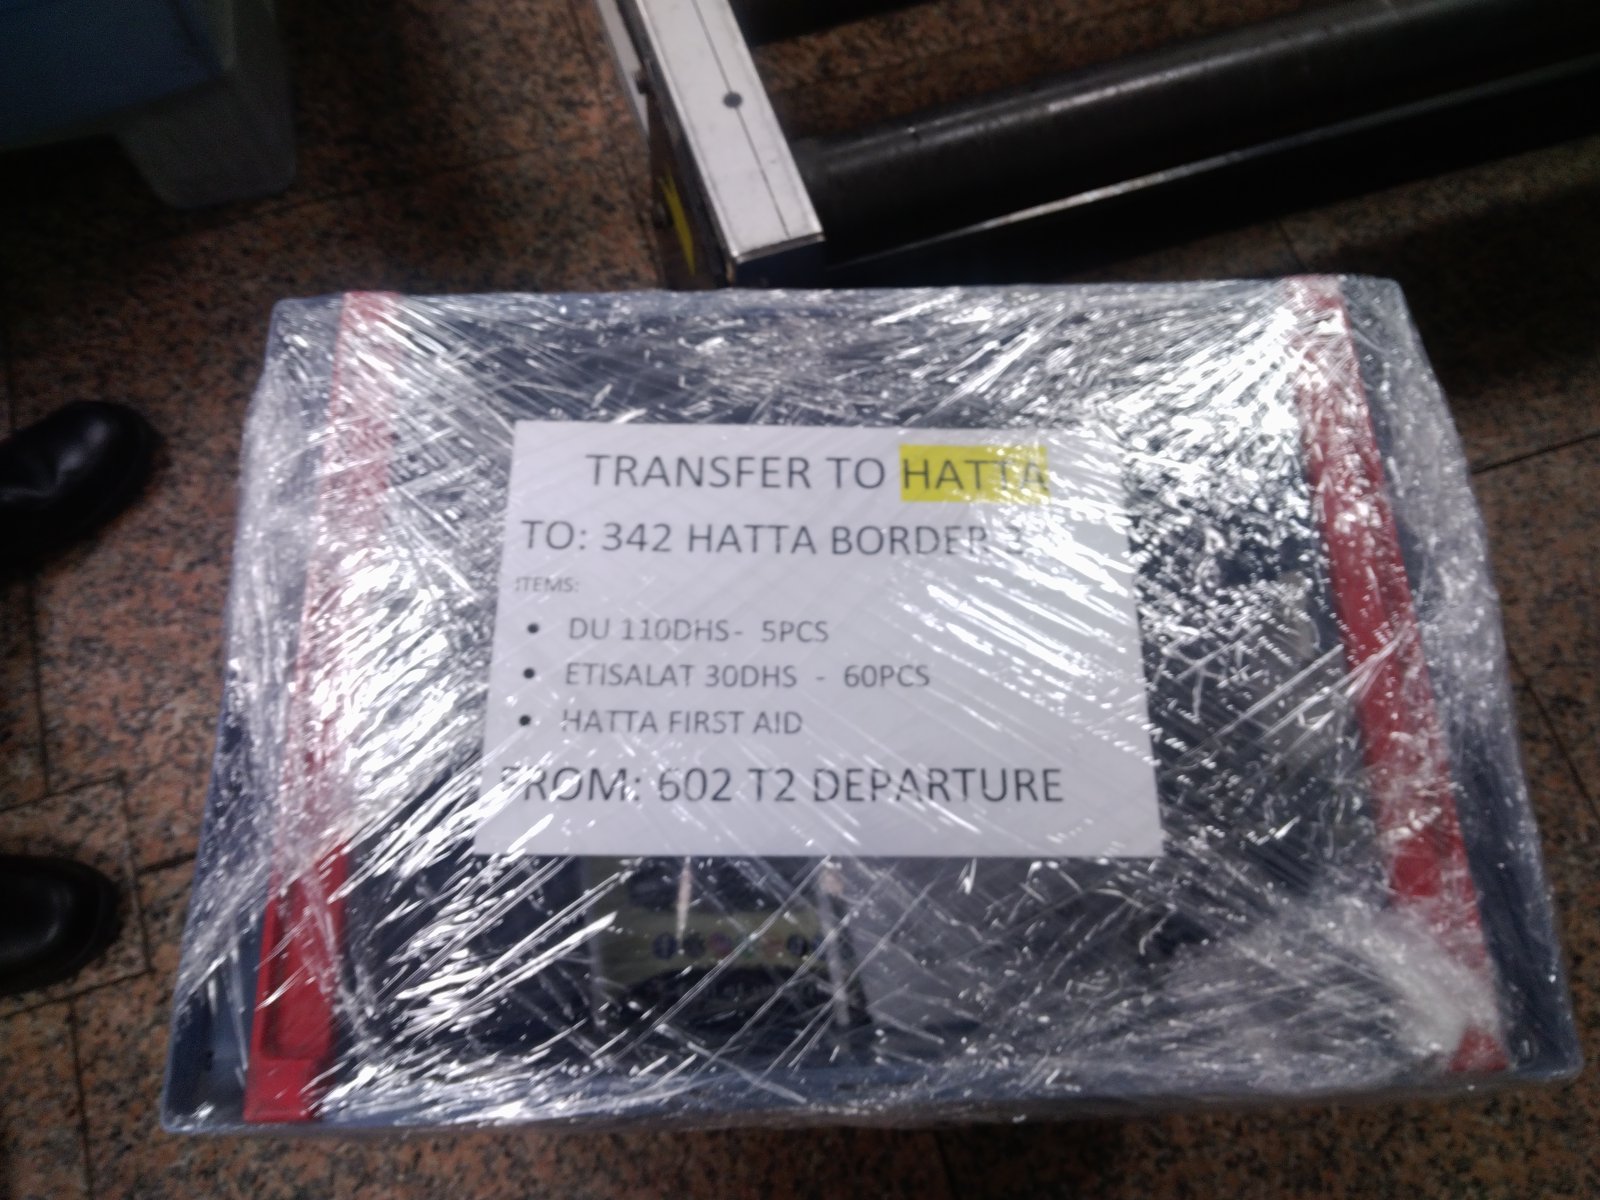 TRANSFER TO HATTA
TO: 342 HATTA BORDER
ITEMS:
• DU 110DHS- 5PCS
• ETISALAT 30DHS - 60PCS
• HATTA FIRST AID
FROM: 602 T2 DEPARTURE